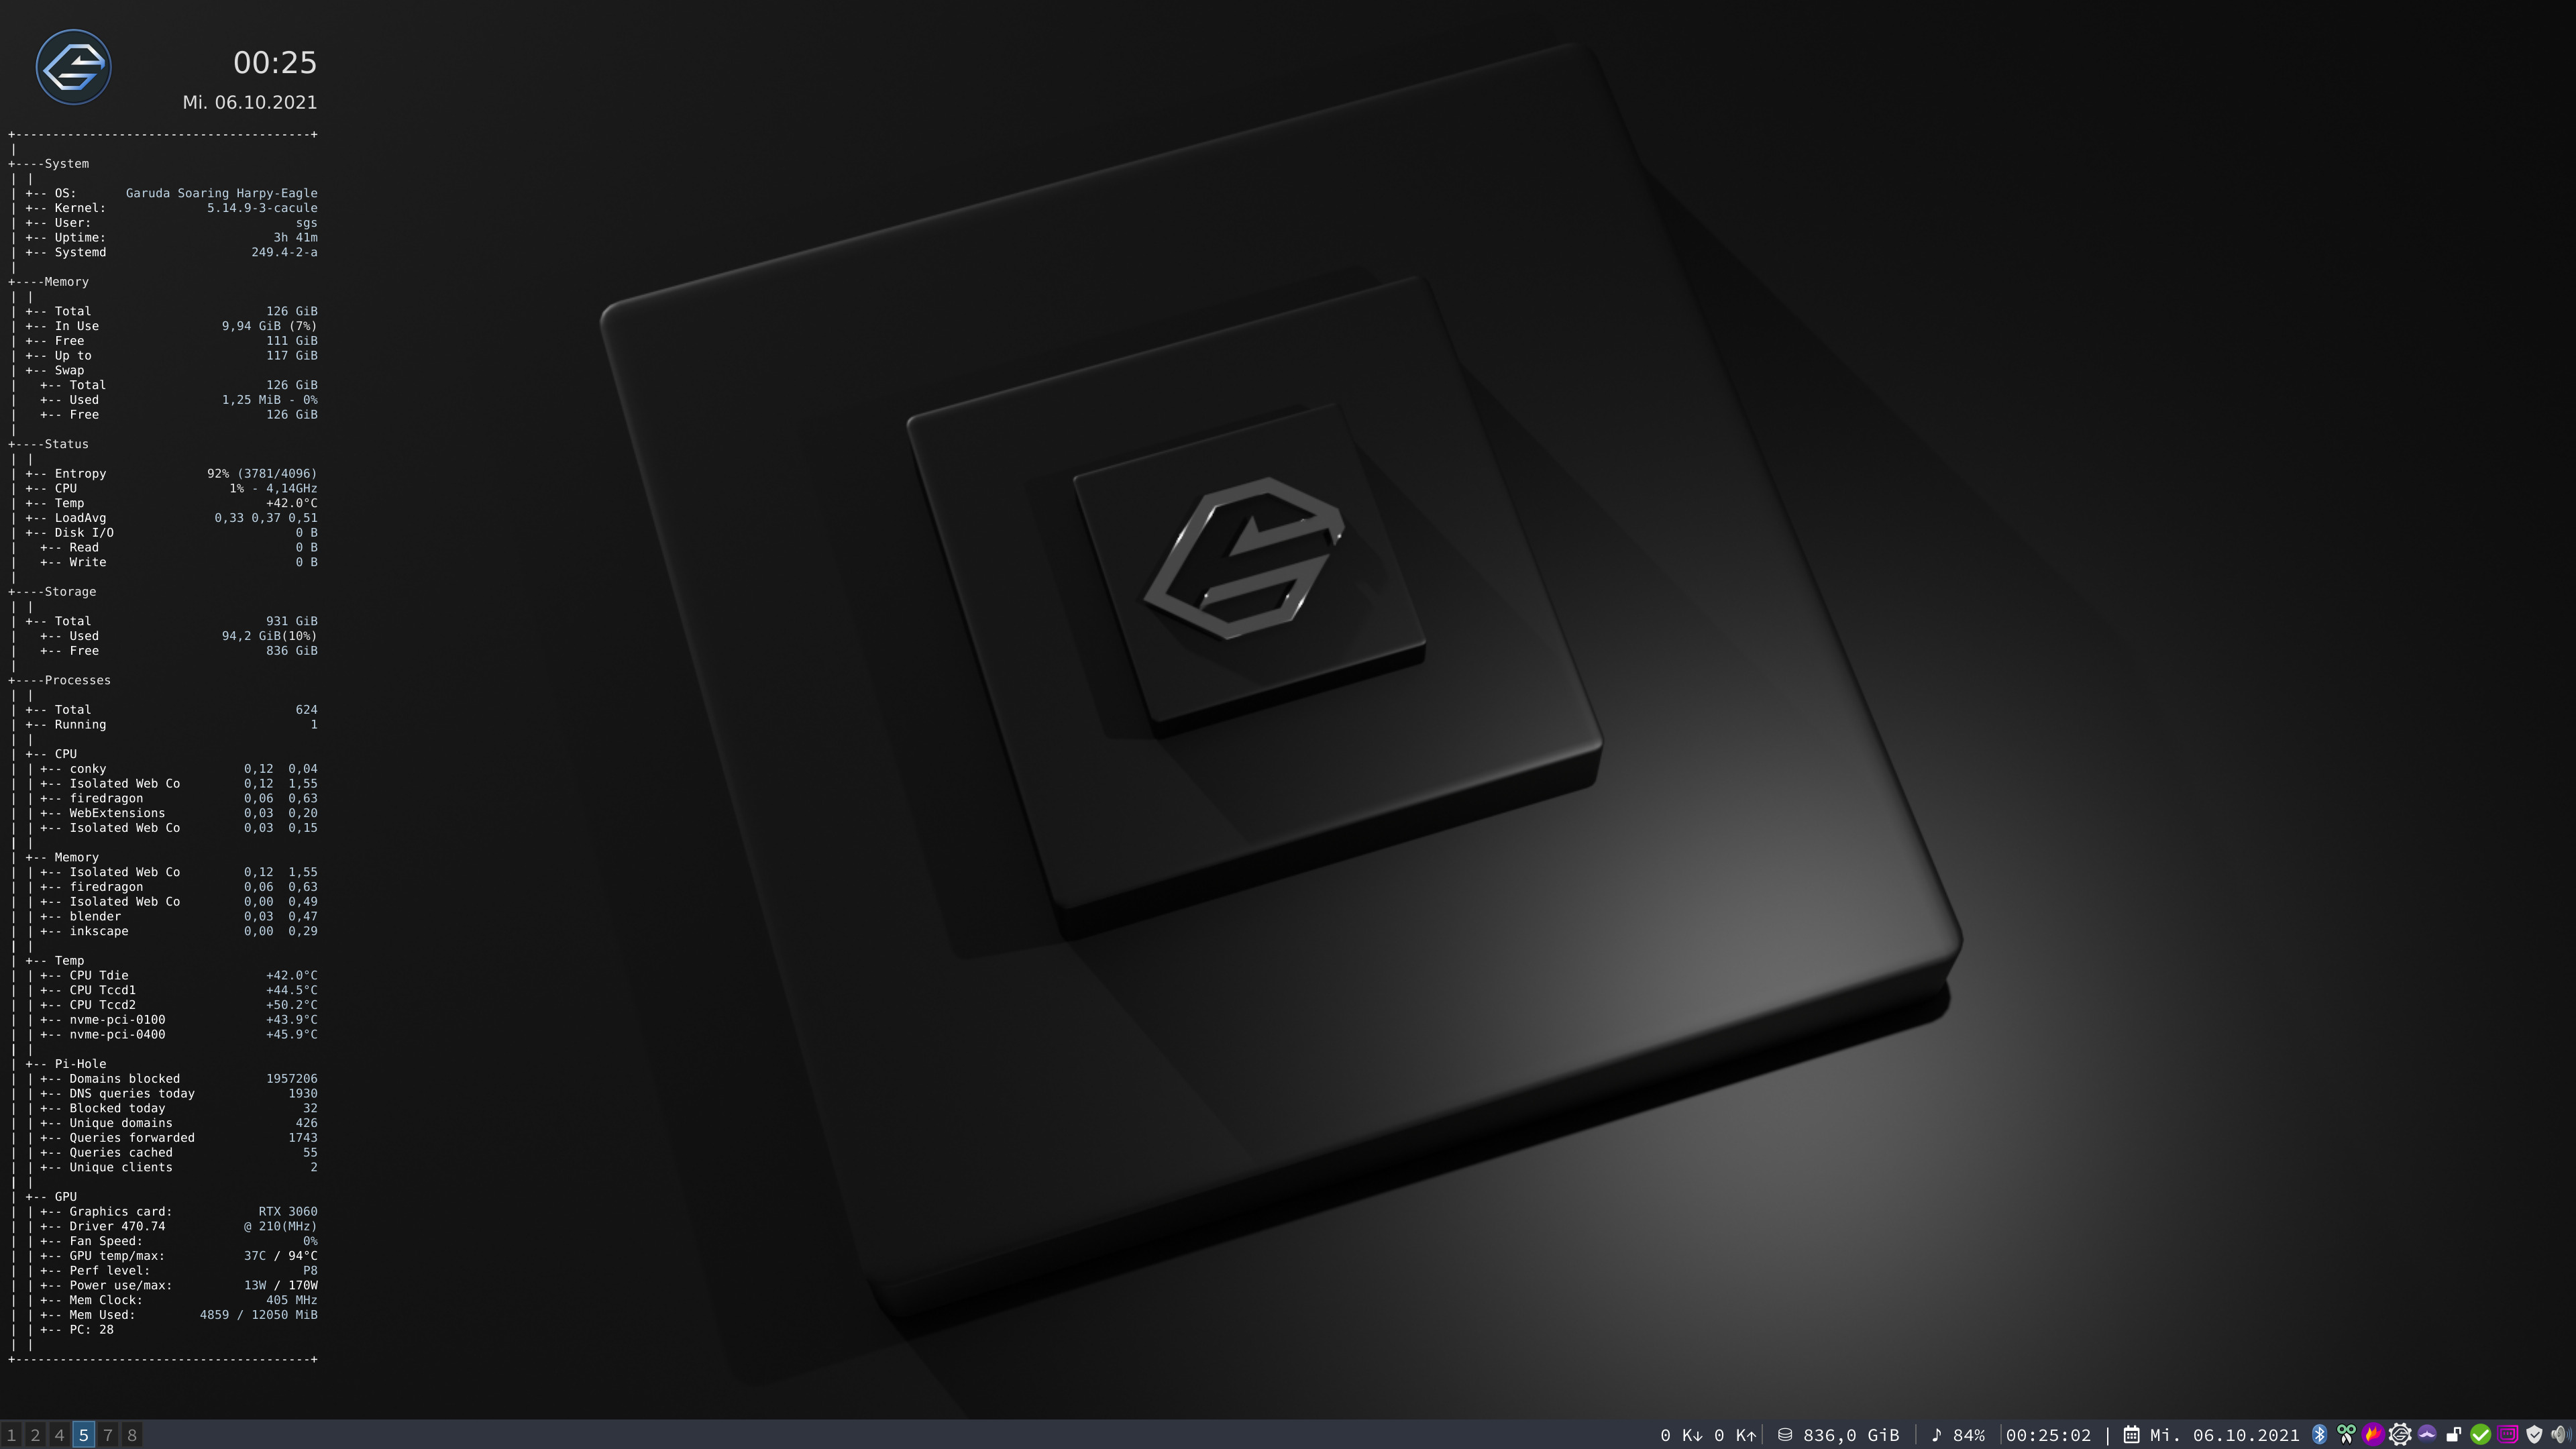 00:25
Mi. 06.10.2021
+----------------------------------------+
|
+----System
| |
| +-- OS: Garuda Soaring Harpy-Eagle
| +-- Kernel: 5.14.9-3-cacule
| +-- User: sgs
| +-- Uptime: 3h 41m
| +-- Systemd 249.4-2-a
|
+----Memory
| |
| +-- Total 126 GiB
| +-- In Use 9,94 GiB (7%)
| +-- Free 111 GiB
| +-- Up to 117 GiB
| +-- Swap
|   +-- Total 126 GiB
|   +-- Used 1,25 MiB - 0%
|   +-- Free 126 GiB
|
+----Status
| |
| +-- Entropy 92% (3781/4096)
| +-- CPU 1% - 4,14GHz
| +-- Temp +42.0°C
| +-- LoadAvg 0,33 0,37 0,51
| +-- Disk I/O 0 B
|   +-- Read 0 B
|   +-- Write 0 B
|
+----Storage
| |
| +-- Total 931 GiB
|   +-- Used 94,2 GiB(10%)
|   +-- Free 836 GiB
|
+----Processes
| |
| +-- Total 624
| +-- Running 1
| |
| +-- CPU
| | +-- conky 0,12 0,04
| | +-- Isolated Web Co 0,12 1,55
| | +-- firedragon 0,06 0,63
| | +-- WebExtensions 0,03 0,20
| | +-- Isolated Web Co 0,03 0,15
| |
| +-- Memory
| | +-- Isolated Web Co 0,12 1,55
| | +-- firedragon 0,06 0,63
| | +-- Isolated Web Co 0,00 0,49
| | +-- blender 0,03 0,47
| | +-- inkscape 0,00 0,29
| |
| +-- Temp
| | +-- CPU Tdie +42.0°C
| | +-- CPU Tccd1 +44.5°C
| | +-- CPU Tccd2 +50.2°C
| | +-- nvme-pci-0100 +43.9°C
| | +-- nvme-pci-0400 +45.9°C
| |
| +-- Pi-Hole
| | +-- Domains blocked 1957206
| | +-- DNS queries today 1930
| | +-- Blocked today 32
| | +-- Unique domains 426
| | +-- Queries forwarded 1743
| | +-- Queries cached 55
| | +-- Unique clients 2
| |
| +-- GPU
| | +-- Graphics card: RTX 3060
| | +-- Driver 470.74 @ 210(MHz)
| | +-- Fan Speed: 0%
| | +-- GPU temp/max: 37C / 94°C
| | +-- Perf level: P8
| | +-- Power use/max: 13W / 170W
| | +-- Mem Clock: 405 MHz
| | +-- Mem Used: 4859 / 12050 MiB
| | +-- PC: 28
| |
+----------------------------------------+
1 2 4 5 7 8 0 K↓ 0 K↑ | 836,0 GiB | ♪ 84% | 00:25:02 | Mi. 06.10.2021